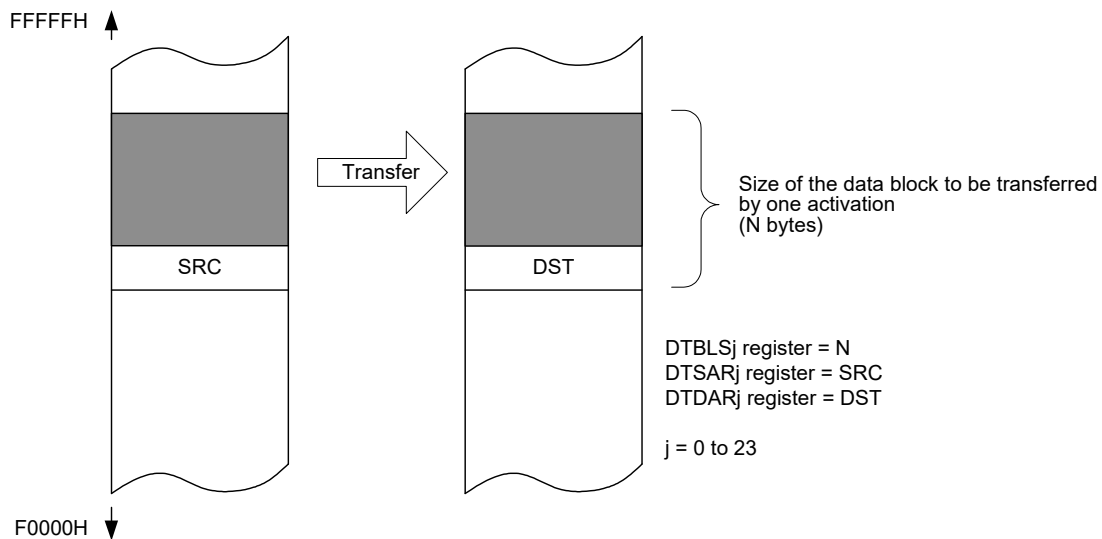 FFFFFH
Transfer
Size of the data block to be transferred
by one activation
(N bytes)
SRC
DST
DTBLSj register = N
DTSARj register = SRC
DTDARj register = DST
j = 0 to 23
F0000H